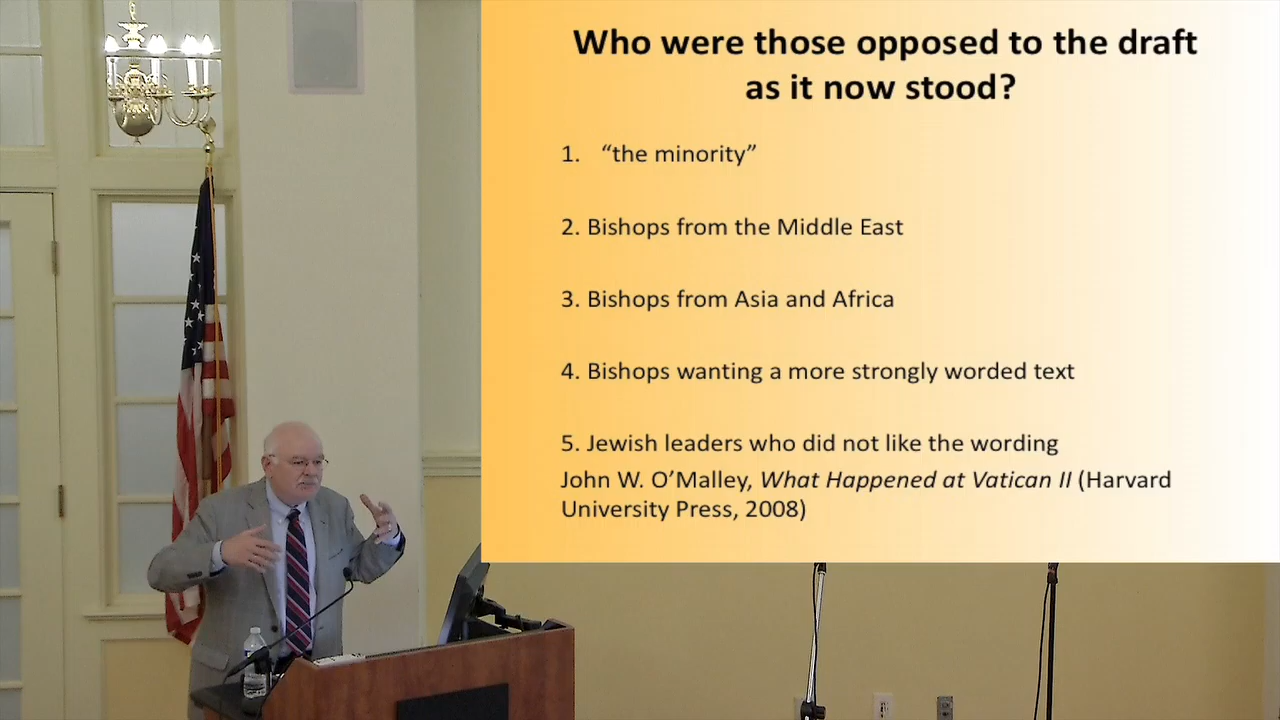 Who were those opposed to the draft
as it now stood?
1. “the minority”
2. Bishops from the Middle East
3. Bishops from Asia and Africa
4. Bishops wanting a more strongly worded text
5. Jewish leaders who did not like the wording
John W. O’Malley, What Happened at Vatican II (Harvard
University Press, 2008)